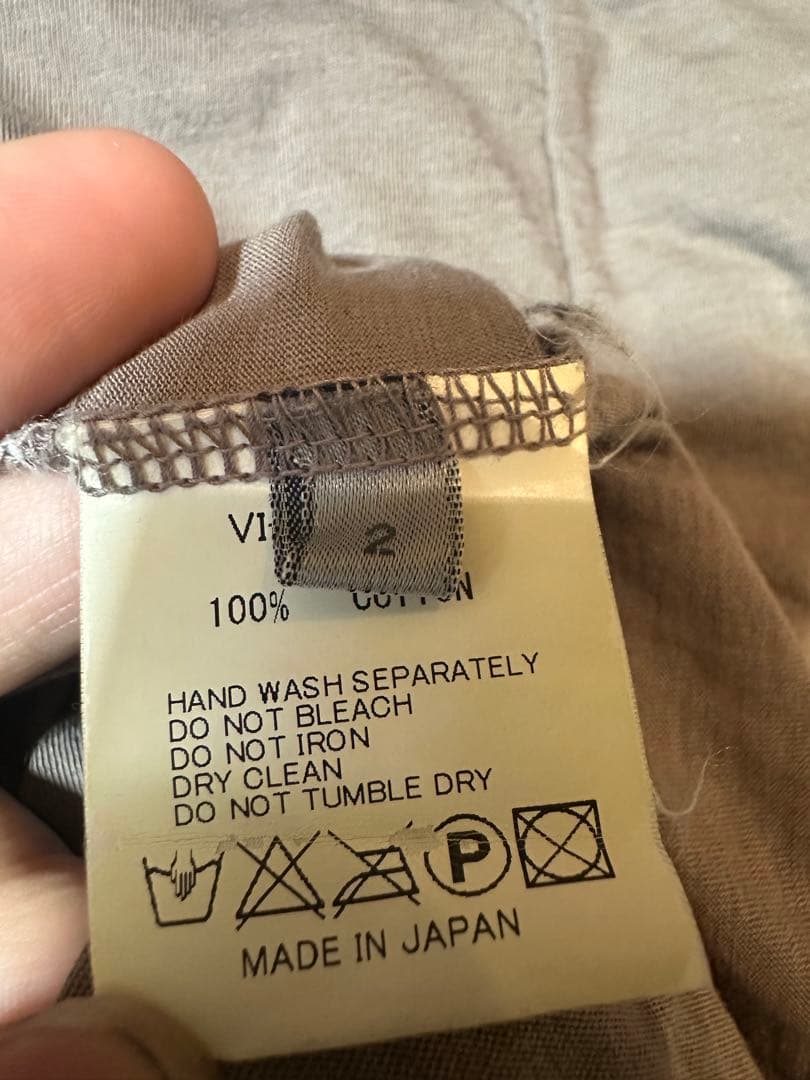 2
100% COTTON
HAND WASH SEPARATELY
DO NOT BLEACH
DO NOT IRON
DRY CLEAN
DO NOT TUMBLE DRY
P
MADE IN JAPAN